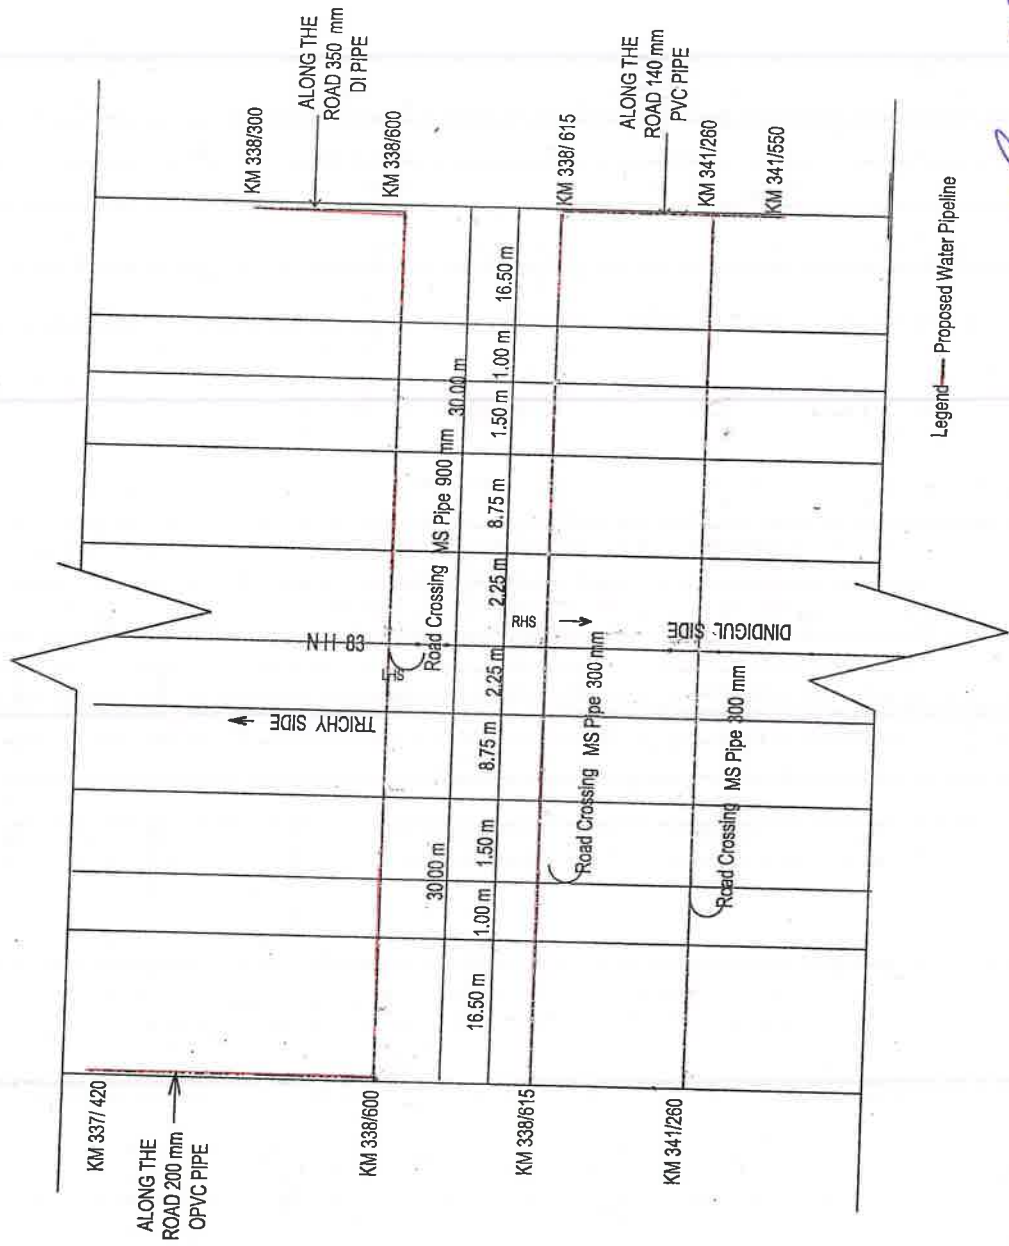 KM 337/ 420
ALONG THE
ROAD 200 mm
OPVC PIPE
KM 338/600
KM 338/615
KM 341/260
KM 338/300
ALONG THE
ROAD 350 mm
DI PIPE
KM 338/600
KM 338/ 615
ALONG THE
ROAD 140 mm
PVC PIPE
KM 341/260
KM 341/550
TRICHY SIDE
N H 83
LHS
RHS
DINDIGUL SIDE
Road Crossing MS Pipe 900 mm
30.00 m
30.00 m
16.50 m
1.00 m
1.50 m
8.75 m
2.25 m
2.25 m
8.75 m
1.50 m
1.00 m
16.50 m
Road Crossing MS Pipe 300 mm
Road Crossing MS Pipe 300 mm
Legend Proposed Water Pipeline